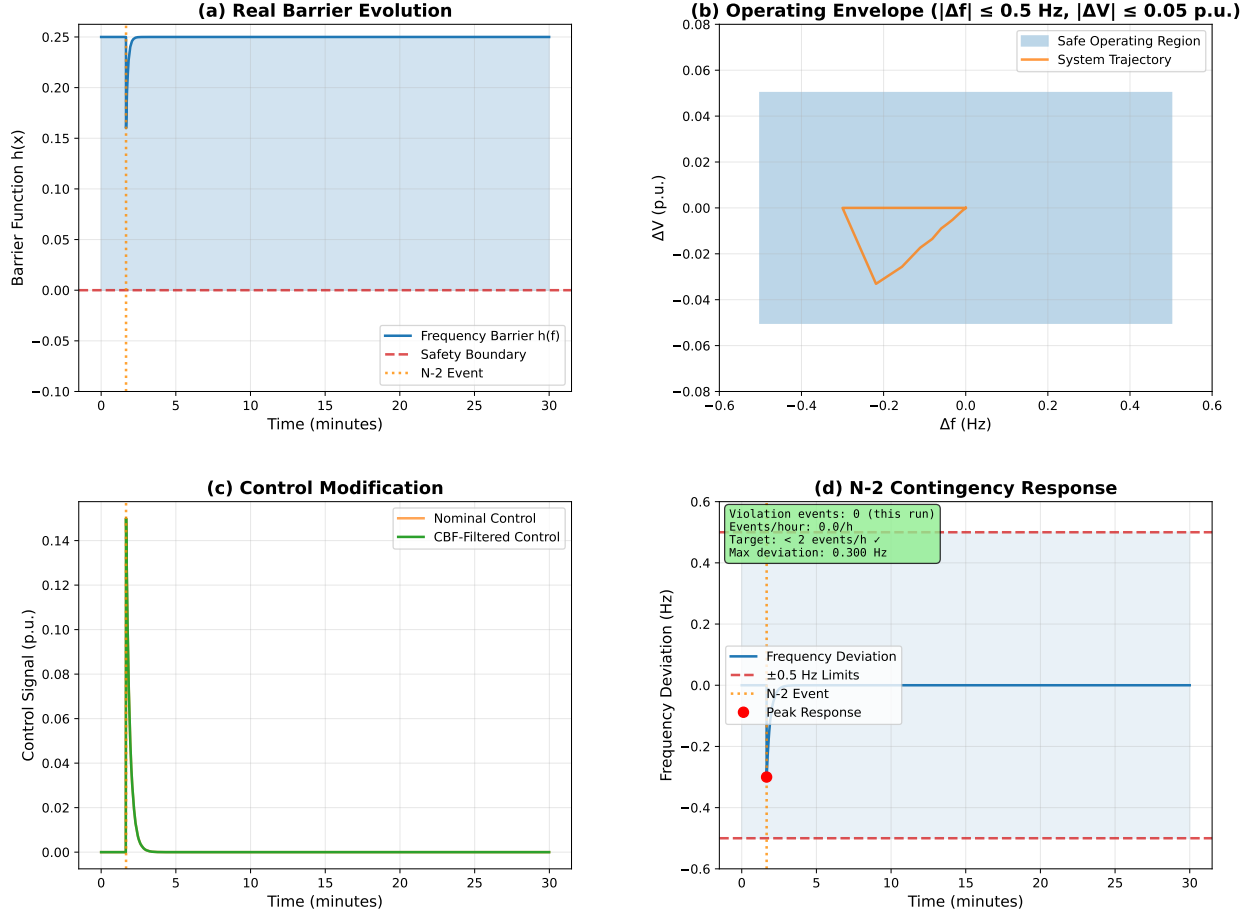 (a) Real Barrier Evolution
0.25
0.20
0.15
0.10
0.05
0.00
−0.05
−0.10
Barrier Function h(x)
Frequency Barrier h(f)
Safety Boundary
N-2 Event
0 5 10 15 20 25 30
Time (minutes)
(b) Operating Envelope (|Δf| ≤ 0.5 Hz, |ΔV| ≤ 0.05 p.u.)
0.08
0.06
0.04
0.02
0.00
−0.02
−0.04
−0.06
−0.08
ΔV (p.u.)
Safe Operating Region
System Trajectory
−0.6 −0.4 −0.2 0.0 0.2 0.4 0.6
Δf (Hz)
(c) Control Modification
0.14
0.12
0.10
0.08
0.06
0.04
0.02
0.00
Control Signal (p.u.)
Nominal Control
CBF-Filtered Control
0 5 10 15 20 25 30
Time (minutes)
(d) N-2 Contingency Response
0.6
0.4
0.2
0.0
−0.2
−0.4
−0.6
Frequency Deviation (Hz)
Violation events: 0 (this run)
Events/hour: 0.0/h
Target: < 2 events/h ✓
Max deviation: 0.300 Hz
Frequency Deviation
±0.5 Hz Limits
N-2 Event
Peak Response
0 5 10 15 20 25 30
Time (minutes)